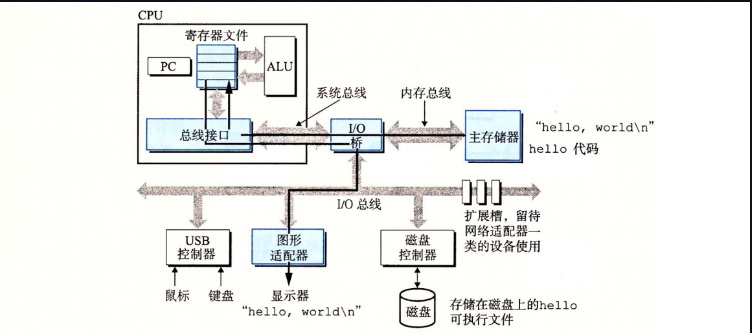 CPU
寄存器文件
PC
ALU
系统总线
内存总线
总线接口
I/O
桥
主存储器
“hello, world\n”
hello 代码
I/O 总线
扩展槽，留待
网络适配器一
类的设备使用
USB
控制器
图形
适配器
磁盘
控制器
鼠标
键盘
显示器
“hello, world\n”
磁盘
存储在磁盘上的hello
可执行文件